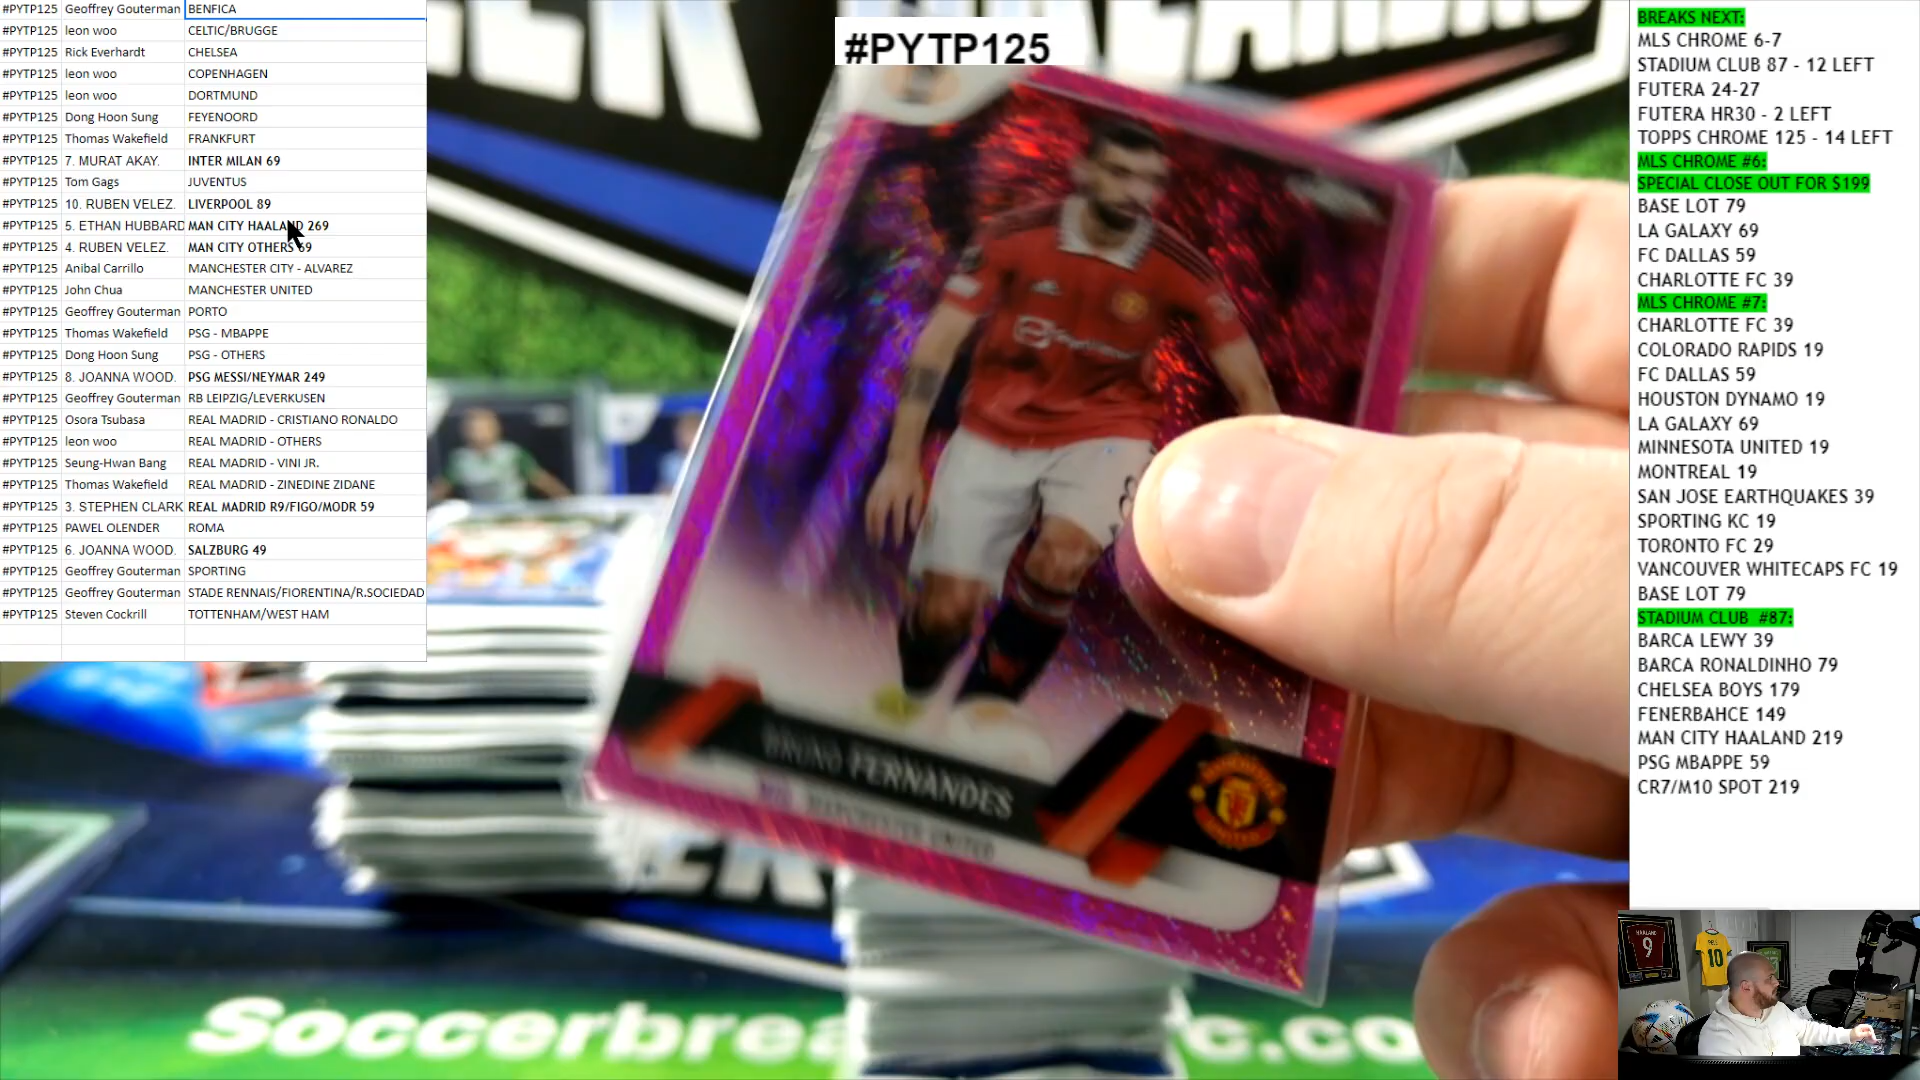 #PYTP125 Geoffrey Gouterman BENFICA
#PYTP125 leon woo CELTIC/BRUGGE
#PYTP125 Rick Everhardt CHELSEA
#PYTP125 leon woo COPENHAGEN
#PYTP125 leon woo DORTMUND
#PYTP125 Dong Hoon Sung FEYENOORD
#PYTP125 Thomas Wakefield FRANKFURT
#PYTP125 7. MURAT AKAY. INTER MILAN 69
#PYTP125 Tom Gags JUVENTUS
#PYTP125 10. RUBEN VELEZ. LIVERPOOL 89
#PYTP125 5. ETHAN HUBBARD MAN CITY HAALAND 269
#PYTP125 4. RUBEN VELEZ. MAN CITY OTHERS 69
#PYTP125 Anibal Carrillo MANCHESTER CITY - ALVAREZ
#PYTP125 John Chua MANCHESTER UNITED
#PYTP125 Geoffrey Gouterman PORTO
#PYTP125 Thomas Wakefield PSG - MBAPPE
#PYTP125 Dong Hoon Sung PSG - OTHERS
#PYTP125 8. JOANNA WOOD. PSG MESSI/NEYMAR 249
#PYTP125 Geoffrey Gouterman RB LEIPZIG/LEVERKUSEN
#PYTP125 Osora Tsubasa REAL MADRID - CRISTIANO RONALDO
#PYTP125 leon woo REAL MADRID - OTHERS
#PYTP125 Seung-Hwan Bang REAL MADRID - VINI JR.
#PYTP125 Thomas Wakefield REAL MADRID - ZINEDINE ZIDANE
#PYTP125 3. STEPHEN CLARK REAL MADRID R9/FIGO/MODR 59
#PYTP125 PAWEL OLENDER ROMA
#PYTP125 6. JOANNA WOOD. SALZBURG 49
#PYTP125 Geoffrey Gouterman SPORTING
#PYTP125 Geoffrey Gouterman STADE RENNAIS/FIORENTINA/R.SOCIEDAD
#PYTP125 Steven Cockrill TOTTENHAM/WEST HAM
#PYTP125
BRUNO FERNANDES
MANCHESTER UNITED
Soccerbrea
c.co
BREAKS NEXT:
MLS CHROME 6-7
STADIUM CLUB 87 - 12 LEFT
FUTERA 24-27
FUTERA HR30 - 2 LEFT
TOPPS CHROME 125 - 14 LEFT
MLS CHROME #6:
SPECIAL CLOSE OUT FOR $199
BASE LOT 79
LA GALAXY 69
FC DALLAS 59
CHARLOTTE FC 39
MLS CHROME #7:
CHARLOTTE FC 39
COLORADO RAPIDS 19
FC DALLAS 59
HOUSTON DYNAMO 19
LA GALAXY 69
MINNESOTA UNITED 19
MONTREAL 19
SAN JOSE EARTHQUAKES 39
SPORTING KC 19
TORONTO FC 29
VANCOUVER WHITECAPS FC 19
BASE LOT 79
STADIUM CLUB #87:
BARCA LEWY 39
BARCA RONALDINHO 79
CHELSEA BOYS 179
FENERBAHCE 149
MAN CITY HAALAND 219
PSG MBAPPE 59
CR7/M10 SPOT 219
HAALAND
9
10